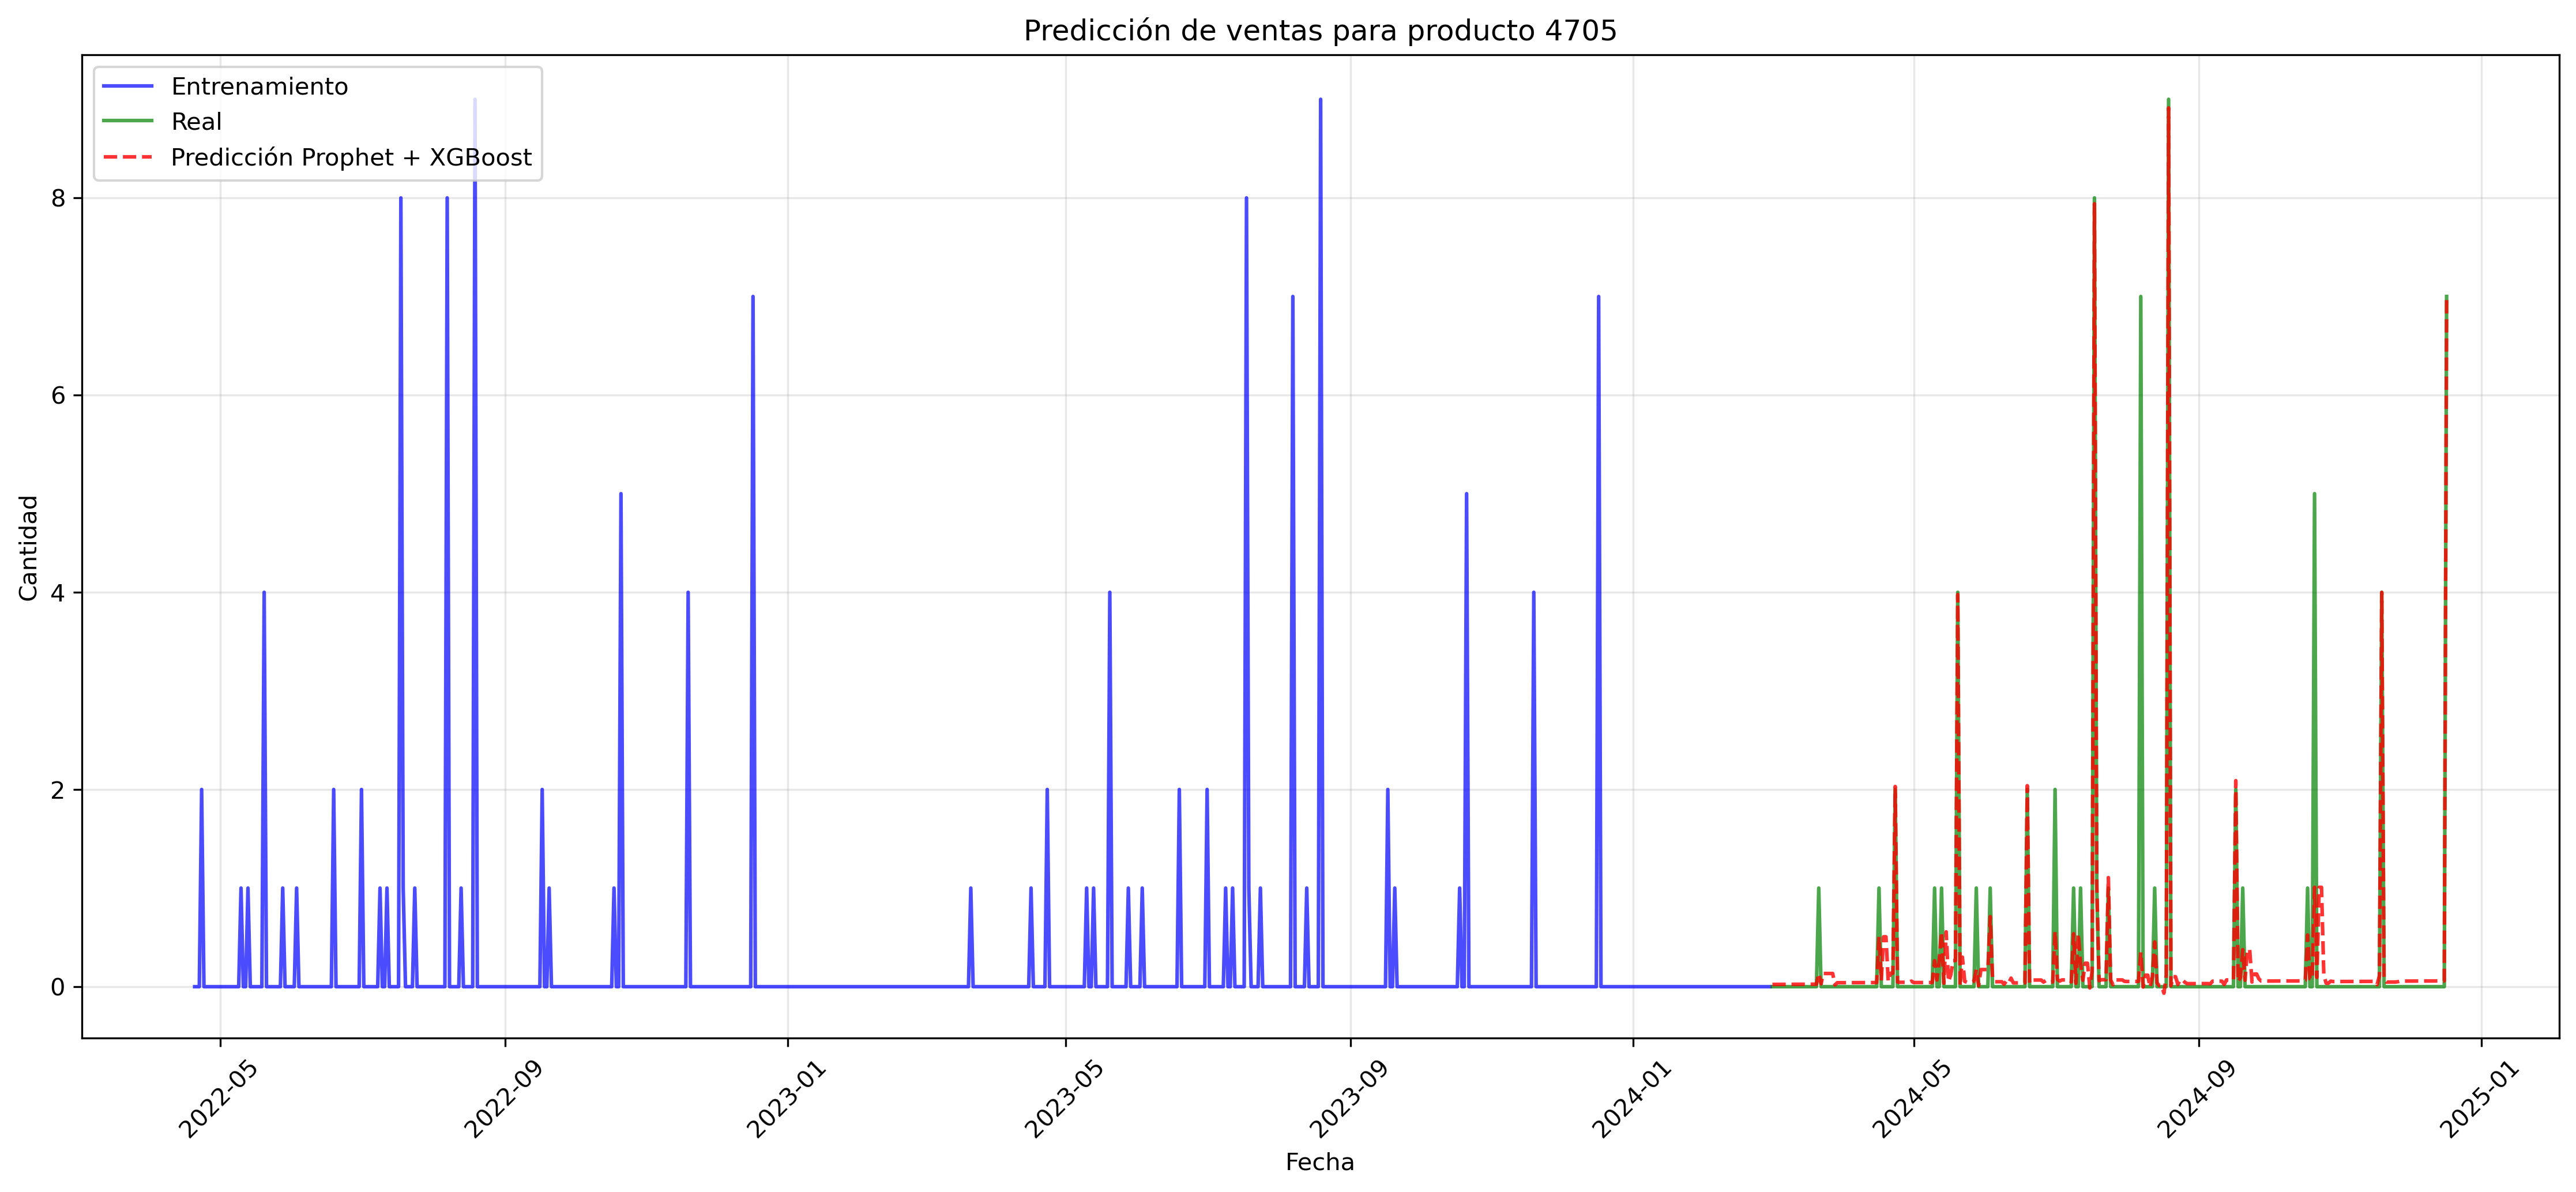 Predicción de ventas para producto 4705
Entrenamiento
Real
Predicción Prophet + XGBoost
Cantidad
8
6
4
2
0
2022-05
2022-09
2023-01
2023-05
2023-09
2024-01
2024-05
2024-09
2025-01
Fecha